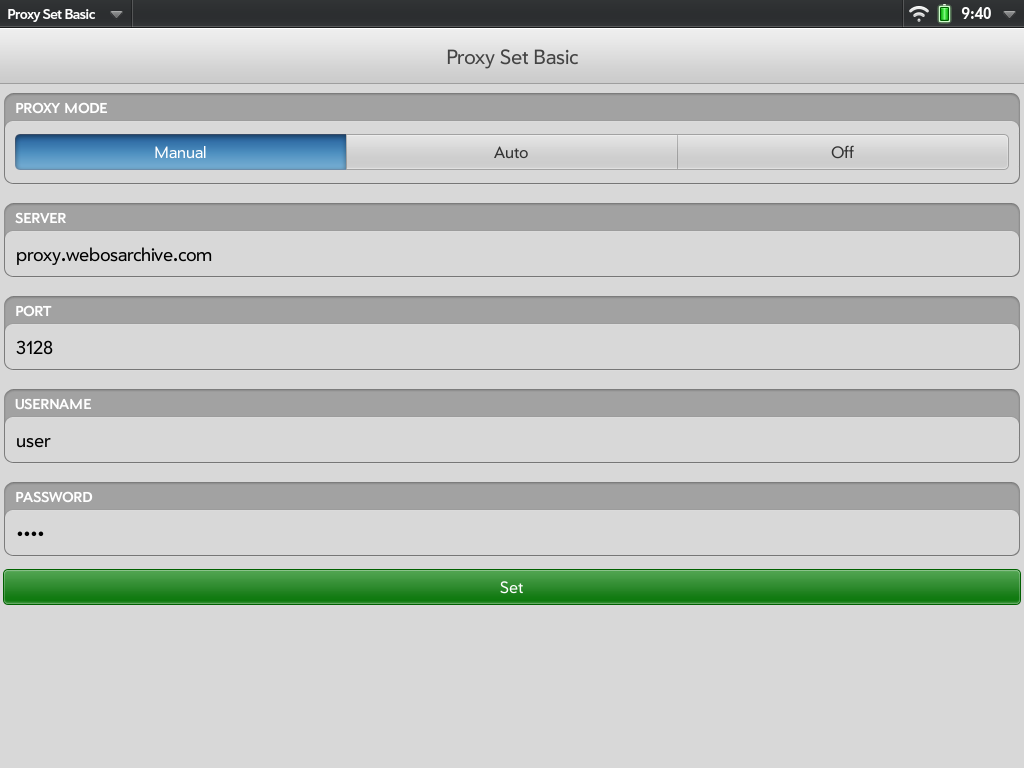 Proxy Set Basic
9:40
Proxy Set Basic
PROXY MODE
Manual Auto Off
SERVER
proxy.webosarchive.com
PORT
3128
USERNAME
user
PASSWORD
••••
Set